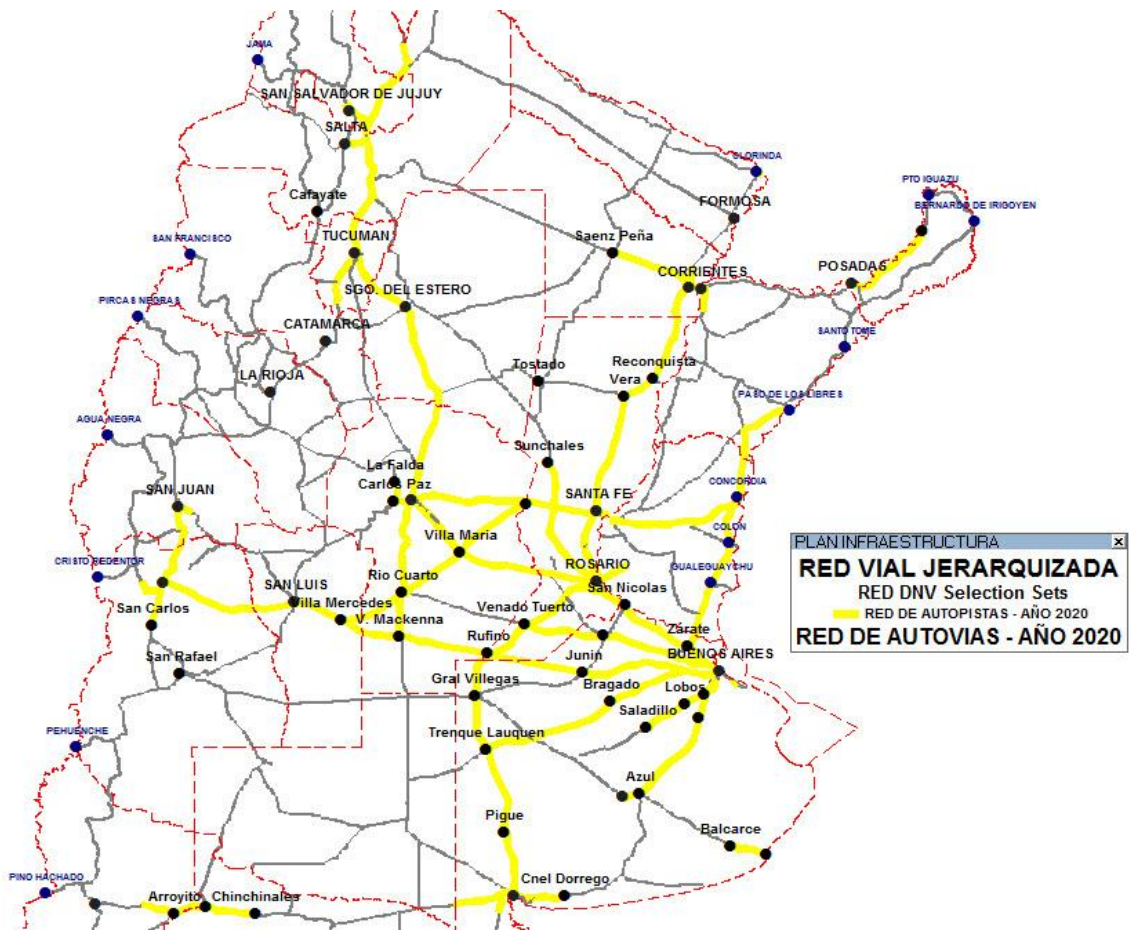 JAMA
SAN SALVADOR DE JUJUY
SALTA
CLORINDA
PTO IGUAZU
Cafayate
FORMOSA
BERNARDO DE IRIGOYEN
SAN FRANCISCO
TUCUMAN
Saenz Peña
CORRIENTES
POSADAS
SGO. DEL ESTERO
PIRCAS NEGRAS
CATAMARCA
SANTO TOME
LA RIOJA
Tostado
Reconquista
Vera
PASO DE LOS LIBRES
AGUA NEGRA
Sunchales
La Falda
Carlos Paz
SAN JUAN
SANTA FE
CONCORDIA
Villa Maria
COLON
CRISTO REDENTOR
SAN LUIS
Rio Cuarto
ROSARIO
GUALEGUAYCHU
San Nicolas
San Carlos
Villa Mercedes
V. Mackenna
Venado Tuerto
Zárate
Rufino
Junin
BUENOS AIRES
San Rafael
Gral Villegas
Bragado
Lobos
Saladillo
PEHUENCHE
Trenque Lauquen
Azul
Pigue
Balcarce
PINO HACHADO
Arroyito
Chinchinales
Cnel Dorrego
PLAN INFRAESTRUCTURA
RED VIAL JERARQUIZADA
RED DNV Selection Sets
RED DE AUTOPISTAS - AÑO 2020
RED DE AUTOVIAS - AÑO 2020